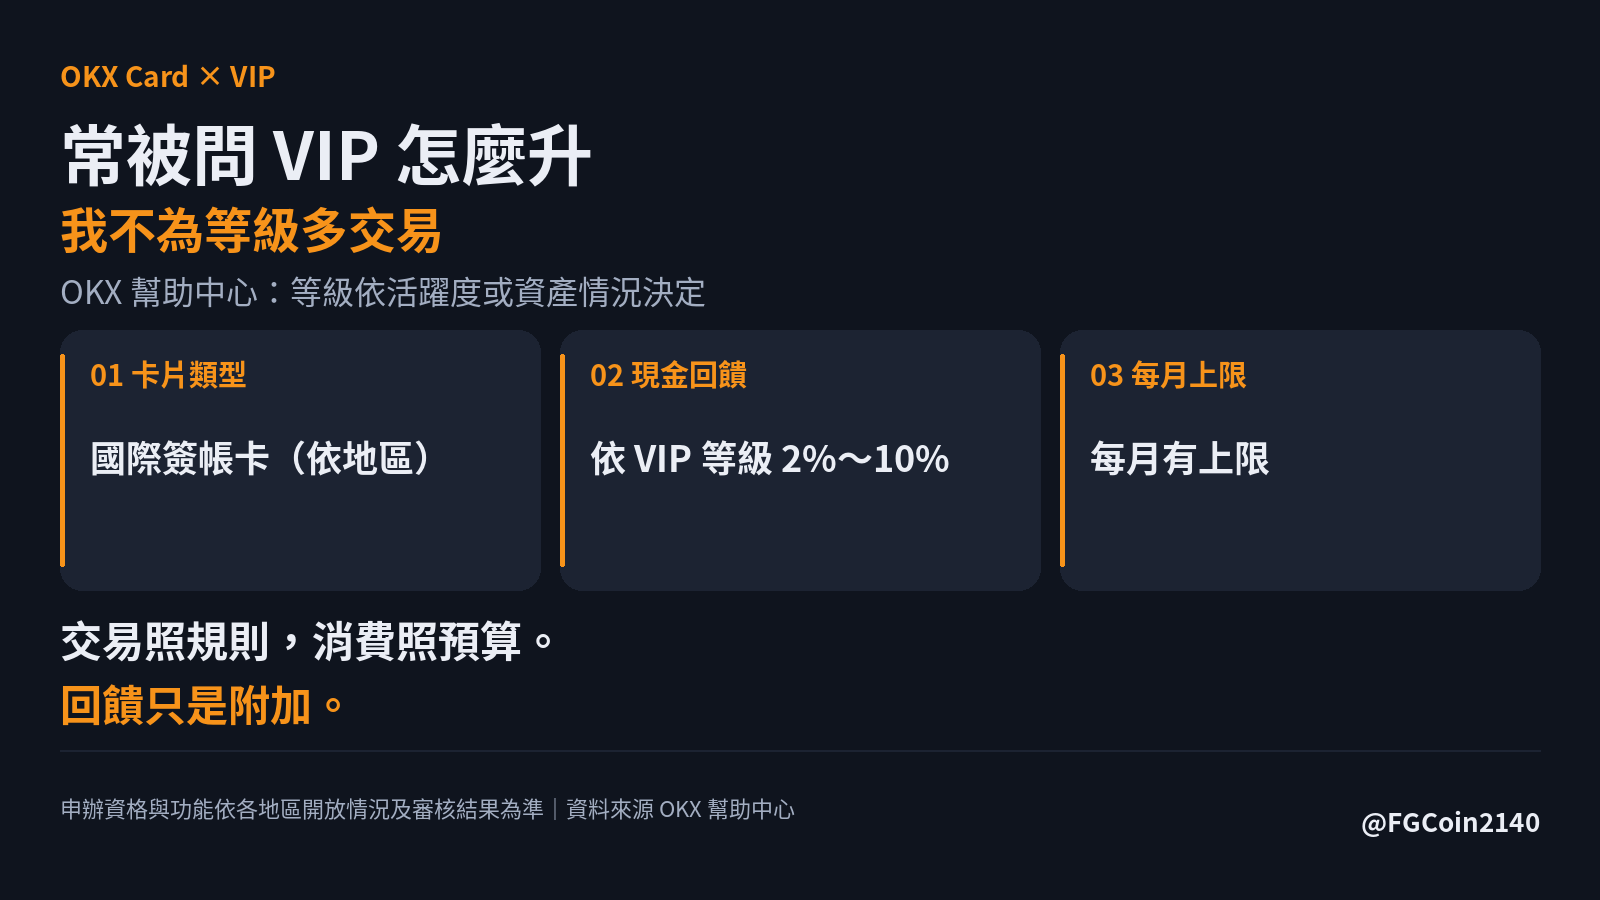 OKX Card × VIP
常被問 VIP 怎麼升
我不為等級多交易
OKX 幫助中心：等級依活躍度或資產情況決定
01 卡片類型
國際簽帳卡（依地區）
02 現金回饋
依 VIP 等級 2%～10%
03 每月上限
每月有上限
交易照規則，消費照預算。
回饋只是附加。
申辦資格與功能依各地區開放情況及審核結果為準｜資料來源 OKX 幫助中心
@FGCoin2140